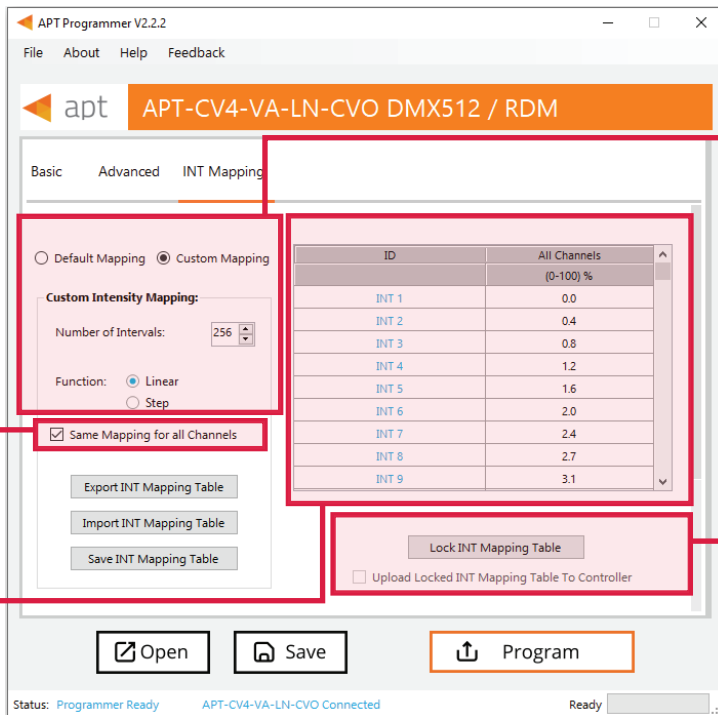 APT Programmer V2.2.2
File About Help Feedback
apt APT-CV4-VA-LN-CVO DMX512 / RDM
Basic Advanced INT Mapping
Default Mapping Custom Mapping
Custom Intensity Mapping:
Number of Intervals: 256
Function: Linear
Step
Same Mapping for all Channels
Export INT Mapping Table
Import INT Mapping Table
Save INT Mapping Table
ID All Channels
(0-100) %
INT 1 0.0
INT 2 0.4
INT 3 0.8
INT 4 1.2
INT 5 1.6
INT 6 2.0
INT 7 2.4
INT 8 2.7
INT 9 3.1
Lock INT Mapping Table
Upload Locked INT Mapping Table To Controller
Open Save Program
Status: Programmer Ready APT-CV4-VA-LN-CVO Connected Ready